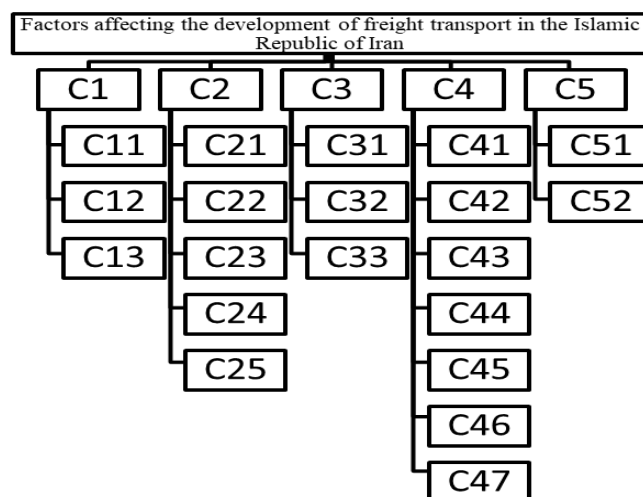 Factors affecting the development of freight transport in the Islamic
Republic of Iran
C1 C2 C3 C4 C5
C11 C21 C31 C41 C51
C12 C22 C32 C42 C52
C13 C23 C33 C43
C24 C44
C25 C45
C46
C47